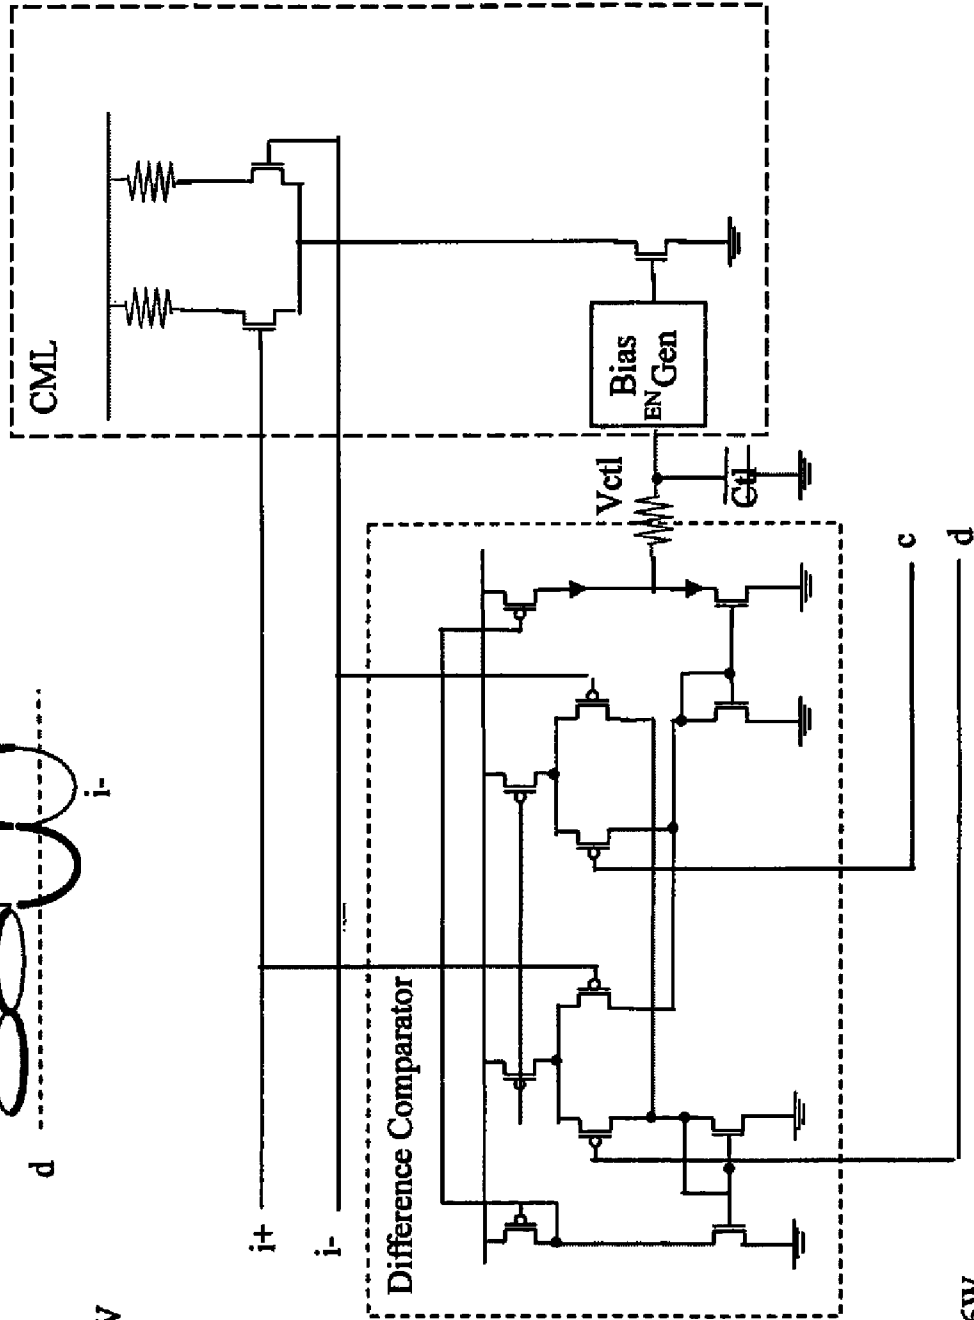 CML
Bias
EN Gen
Vctl
Ctl
i-
d
i+
i-
Difference Comparator
c
d